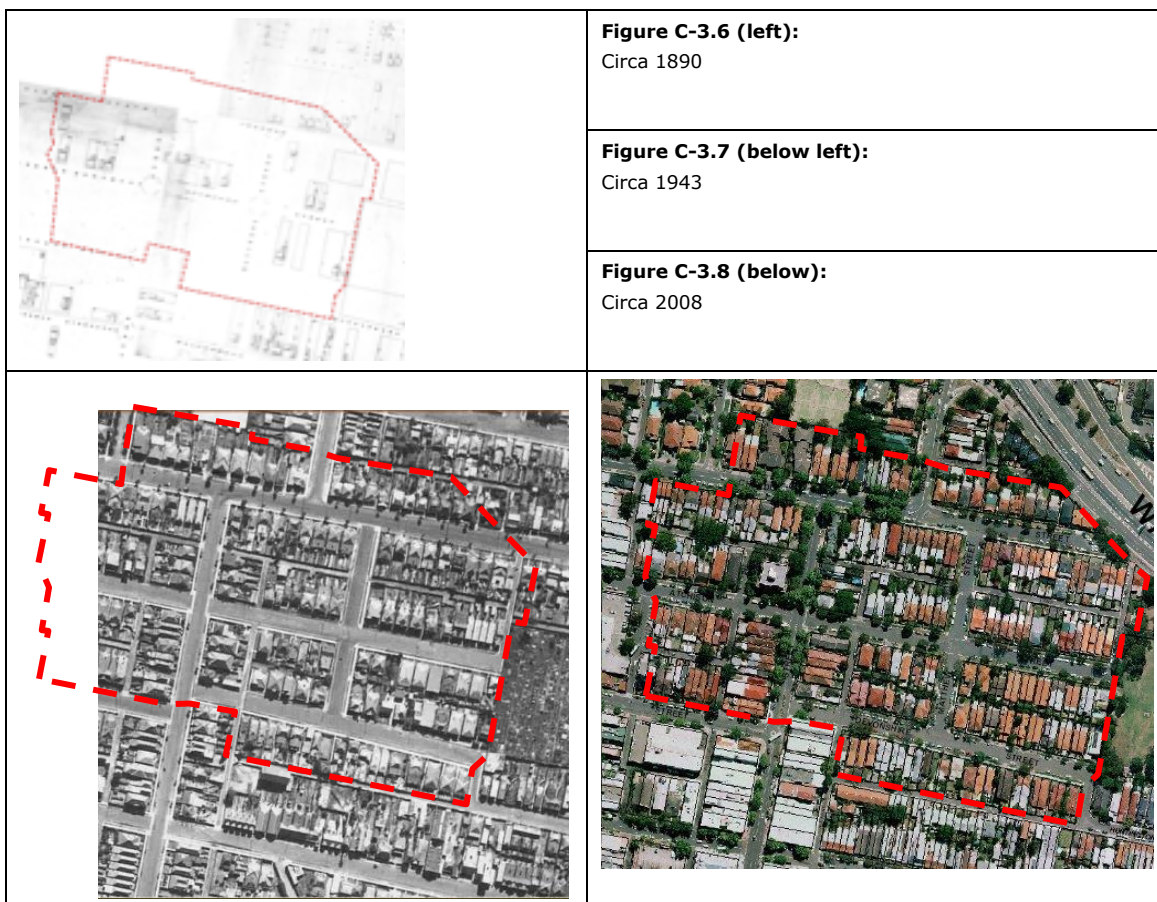 Figure C-3.6 (left):
Circa 1890
Figure C-3.7 (below left):
Circa 1943
Figure C-3.8 (below):
Circa 2008
STREET